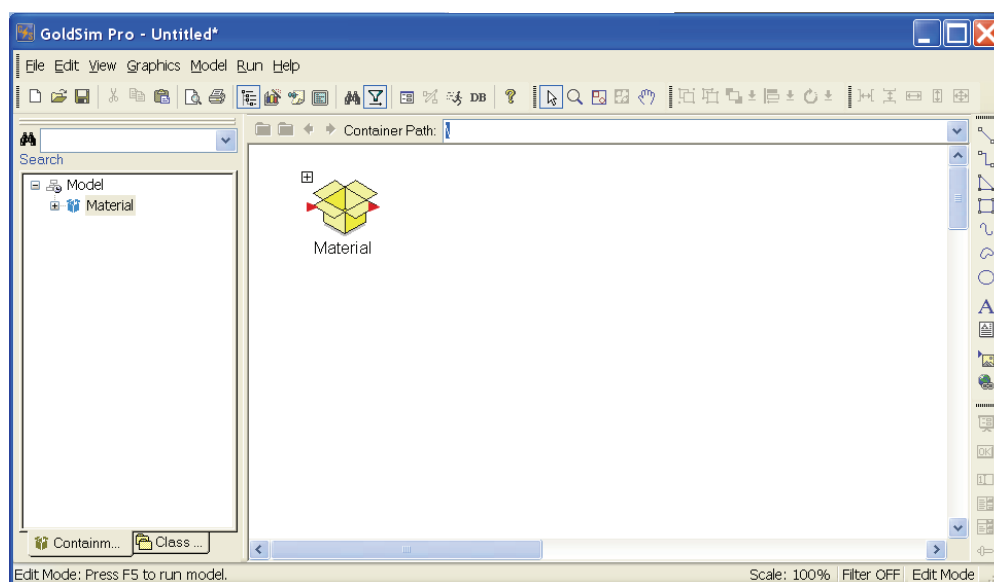 GoldSim Pro - Untitled*
File Edit View Graphics Model Run Help
DB
Container Path: \
Search
Model
Material
Material
A
OK
Containm... Class ...
Edit Mode: Press F5 to run model. Scale: 100% Filter OFF Edit Mode